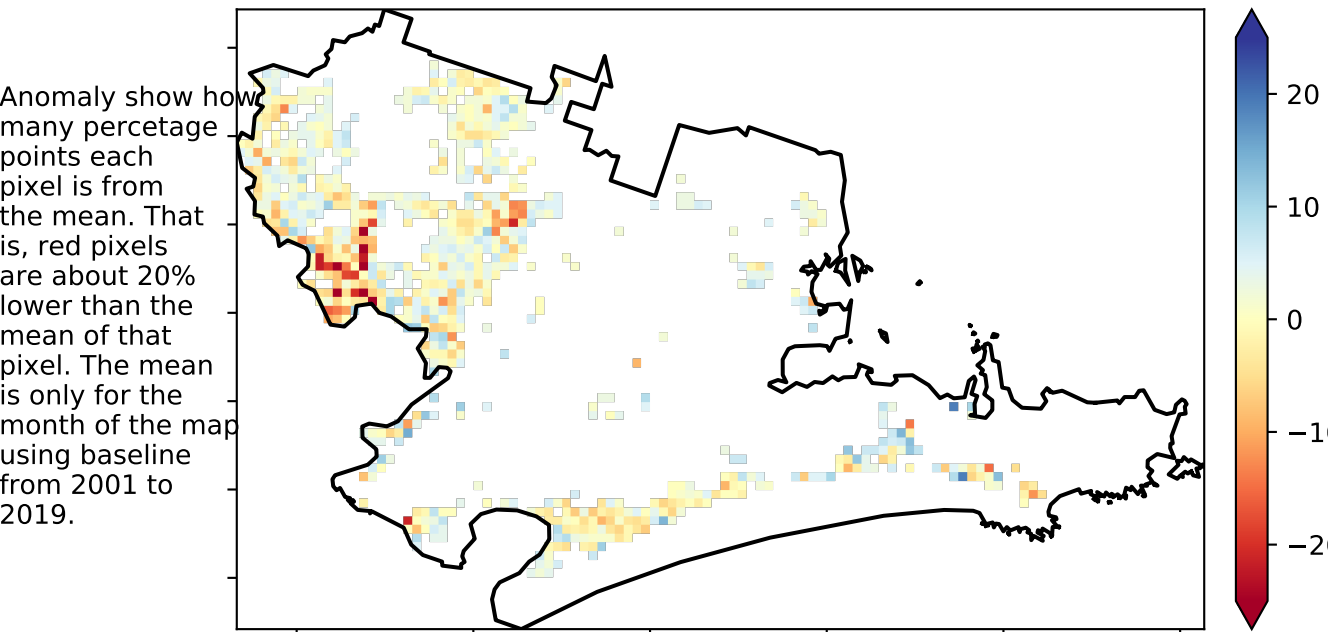 Anomaly show how
many percetage
points each
pixel is from
the mean. That
is, red pixels
are about 20%
lower than the
mean of that
pixel. The mean
is only for the
month of the map
using baseline
from 2001 to
2019.
20
10
0
−10
−20